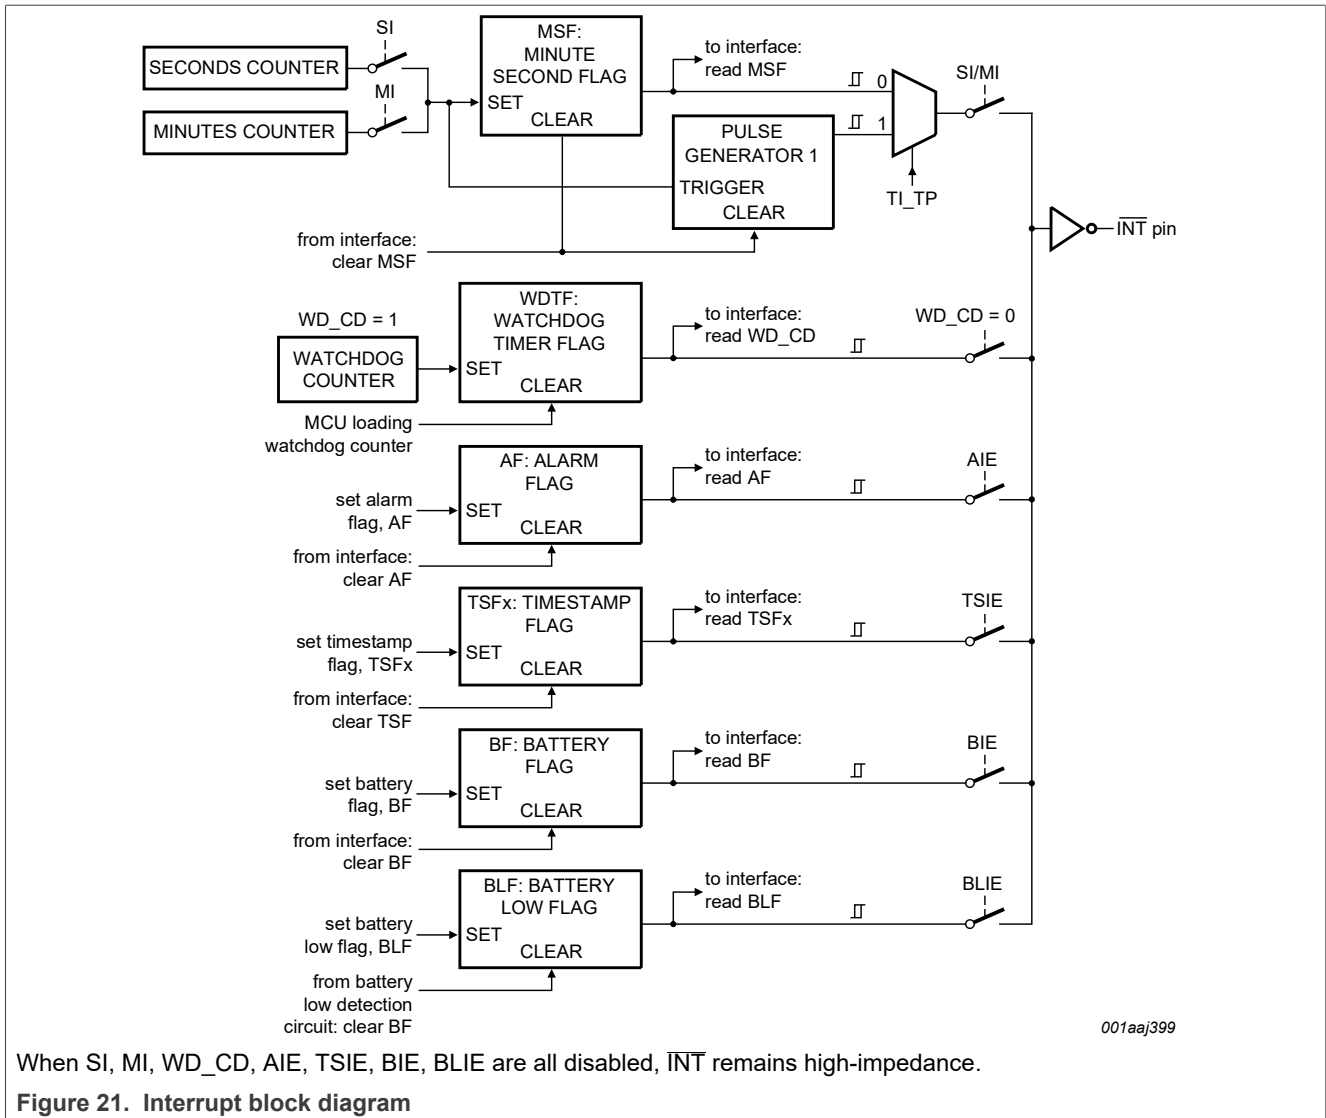 SI
SECONDS COUNTER
MI
MINUTES COUNTER
MSF:
MINUTE
SECOND FLAG
SET
CLEAR
to interface:
read MSF
0
1
SI/MI
PULSE
GENERATOR 1
TRIGGER
CLEAR
TI_TP
INT pin
from interface:
clear MSF
WD_CD = 1
WATCHDOG
COUNTER
WDTF:
WATCHDOG
TIMER FLAG
SET
CLEAR
to interface:
read WD_CD
WD_CD = 0
MCU loading
watchdog counter
AF: ALARM
FLAG
SET
CLEAR
to interface:
read AF
AIE
set alarm
flag, AF
from interface:
clear AF
TSFx: TIMESTAMP
FLAG
SET
CLEAR
to interface:
read TSFx
TSIE
set timestamp
flag, TSFx
from interface:
clear TSF
BF: BATTERY
FLAG
SET
CLEAR
to interface:
read BF
BIE
set battery
flag, BF
from interface:
clear BF
BLF: BATTERY
LOW FLAG
SET
CLEAR
to interface:
read BLF
BLIE
set battery
low flag, BLF
from battery
low detection
circuit: clear BF
001aaj399
When SI, MI, WD_CD, AIE, TSIE, BIE, BLIE are all disabled, INT remains high-impedance.
Figure 21. Interrupt block diagram